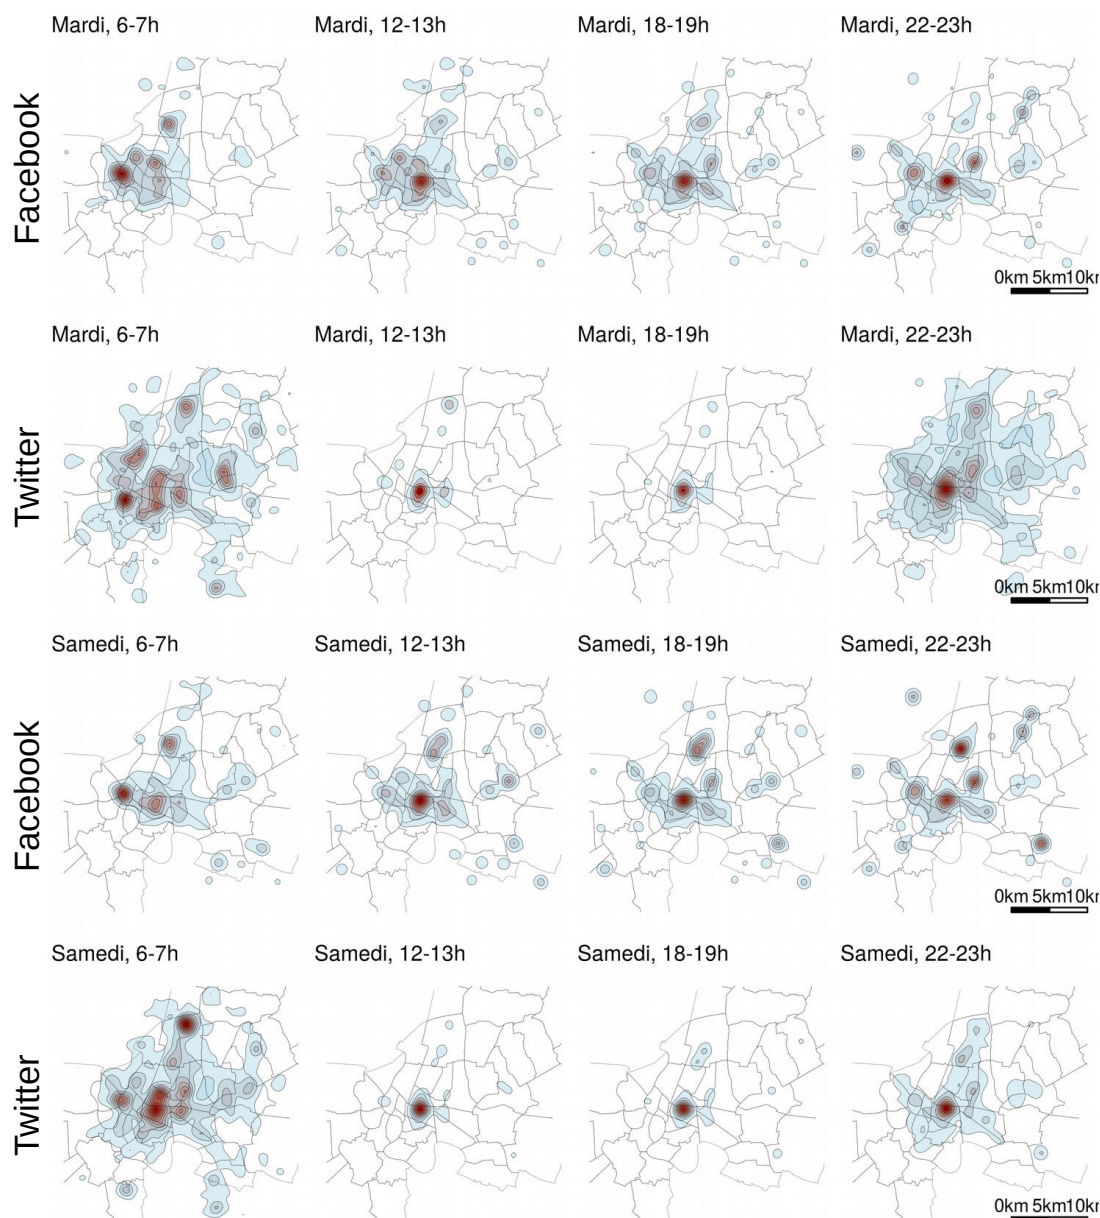 Mardi, 6-7h Mardi, 12-13h Mardi, 18-19h Mardi, 22-23h
Facebook
0km 5km10km
Mardi, 6-7h Mardi, 12-13h Mardi, 18-19h Mardi, 22-23h
Twitter
0km 5km10km
Samedi, 6-7h Samedi, 12-13h Samedi, 18-19h Samedi, 22-23h
Facebook
0km 5km10km
Samedi, 6-7h Samedi, 12-13h Samedi, 18-19h Samedi, 22-23h
Twitter
0km 5km10km